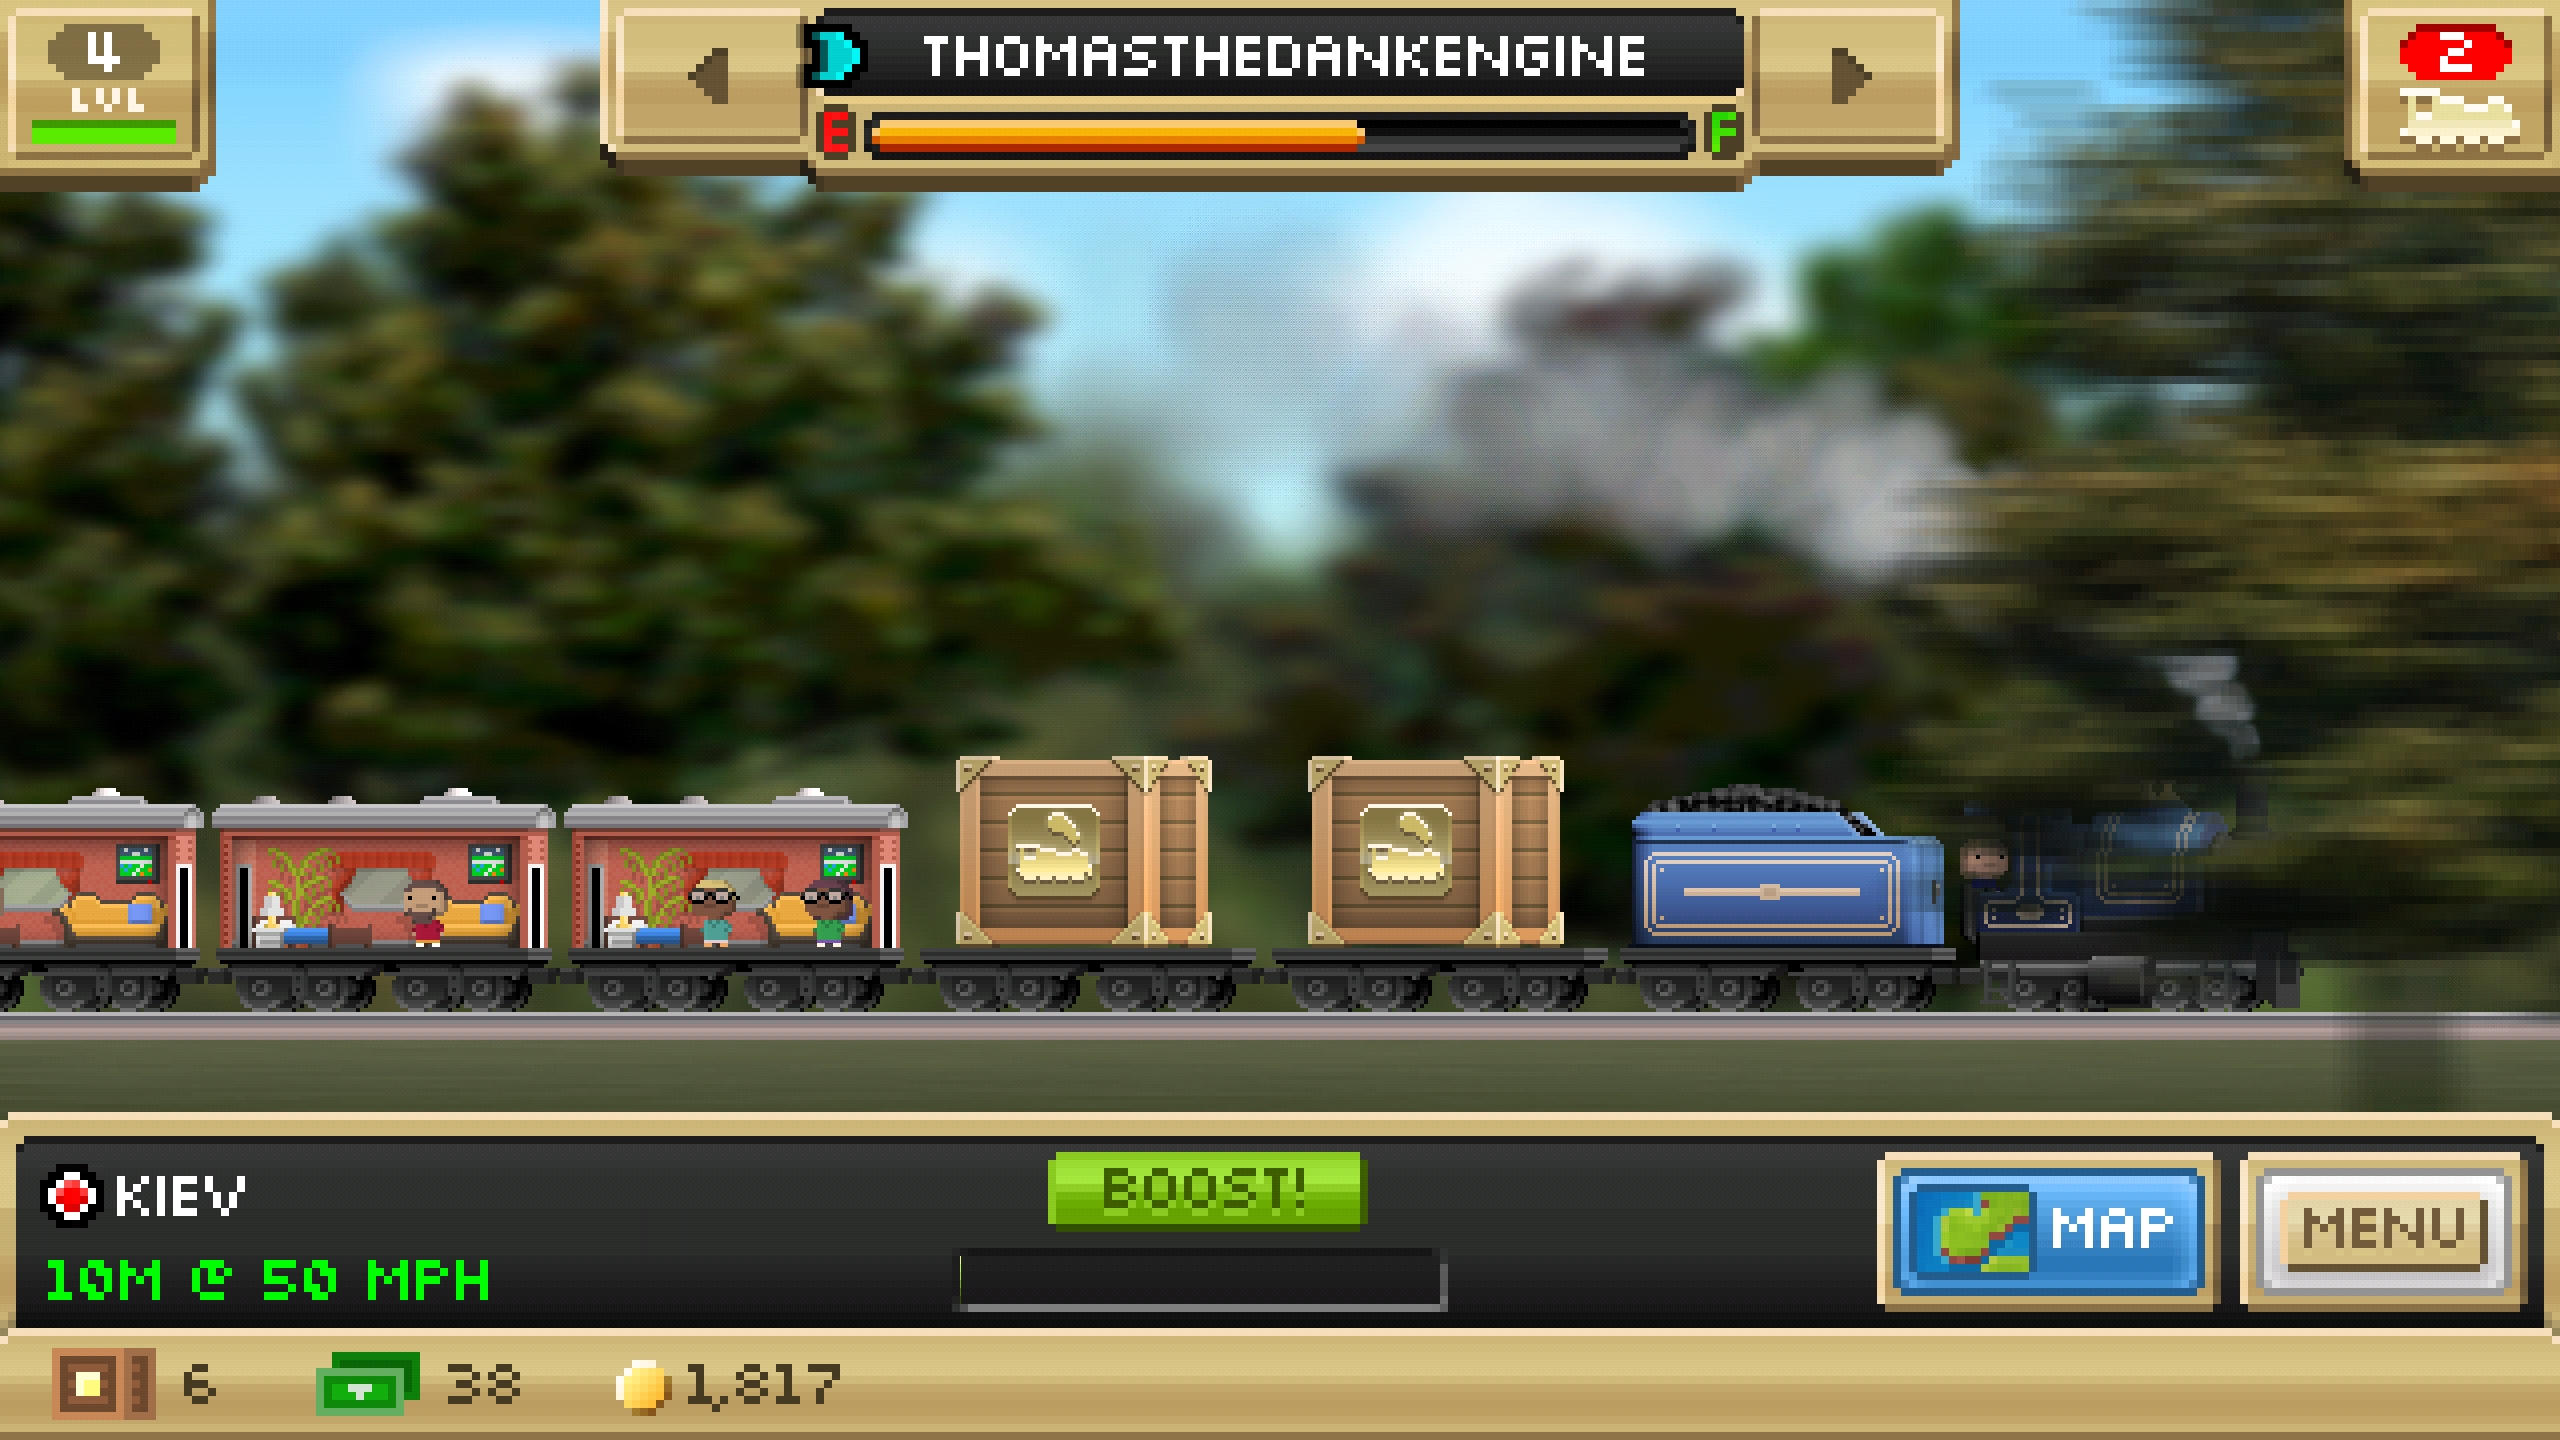 4
LVL
THOMASTHEDANKENGINE
E F
2
KIEV
10M @ 50 MPH
BOOST!
MAP
MENU
6 38 1,817